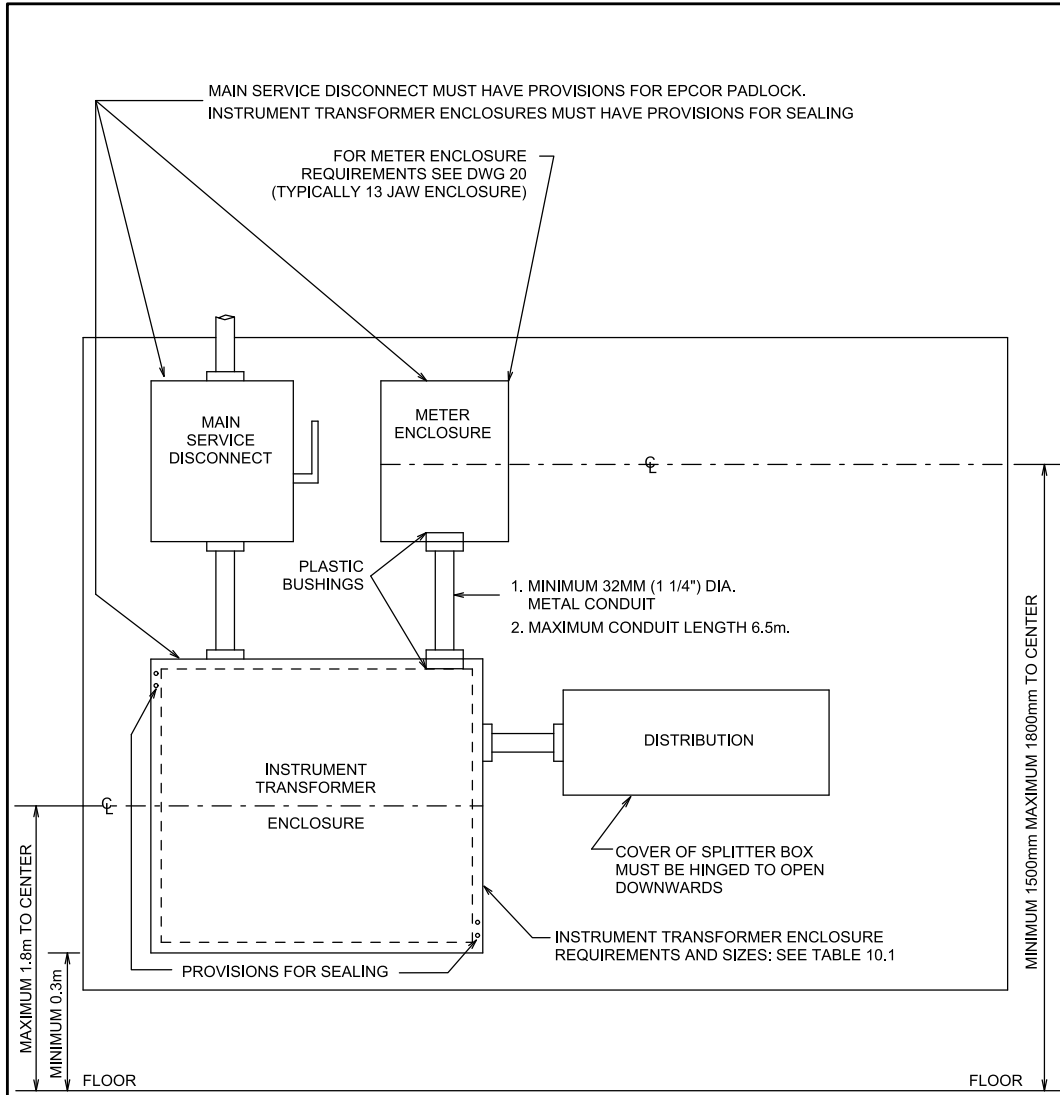 MAIN SERVICE DISCONNECT MUST HAVE PROVISIONS FOR EPCOR PADLOCK.
INSTRUMENT TRANSFORMER ENCLOSURES MUST HAVE PROVISIONS FOR SEALING
FOR METER ENCLOSURE
REQUIREMENTS SEE DWG 20
(TYPICALLY 13 JAW ENCLOSURE)
MAIN
SERVICE
DISCONNECT
METER
ENCLOSURE
℄
PLASTIC
BUSHINGS
1. MINIMUM 32MM (1 1/4") DIA.
METAL CONDUIT
2. MAXIMUM CONDUIT LENGTH 6.5m.
DISTRIBUTION
INSTRUMENT
TRANSFORMER
ENCLOSURE
℄
COVER OF SPLITTER BOX
MUST BE HINGED TO OPEN
DOWNWARDS
INSTRUMENT TRANSFORMER ENCLOSURE
REQUIREMENTS AND SIZES: SEE TABLE 10.1
PROVISIONS FOR SEALING
MAXIMUM 1.8m TO CENTER
MINIMUM 0.3m
MINIMUM 1500mm MAXIMUM 1800mm TO CENTER
FLOOR
FLOOR